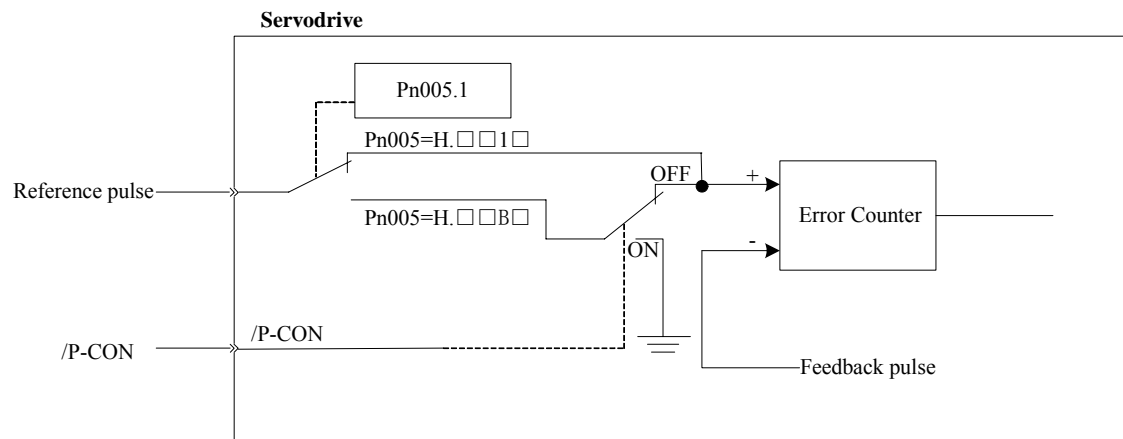 Servodrive
Pn005.1
Pn005=H.□□1□
OFF
Reference pulse
+
Error Counter
Pn005=H.□□B□
-
ON
/P-CON
/P-CON
Feedback pulse